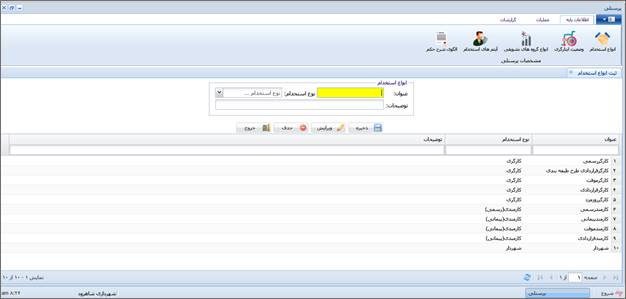 پرسنلی
اطلاعات پایه عملیات گزارشات
انواع استخدام وضعیت ایثارگری انواع گروه های تشویقی آیتم های استخدام الگوی شرح حکم
مشخصات پرسنلی
ثبت انواع استخدام
انواع استخدام
عنوان: نوع استخدام: نوع استخدام ...
توضیحات:
ذخیره ویرایش حذف خروج
عنوان نوع استخدام توضیحات
۱ کارگررسمی کارگری
۲ کارگرقراردادی طرح طبقه بندی کارگری
۳ کارگرموقت کارگری
۴ کارگرقراردادی کارگری
۵ کارگرروزمزد کارگری
۶ کارمندرسمی کارمندی(رسمی)
۷ کارمندپیمانی کارمندی(پیمانی)
۸ کارمندموقت کارمندی(پیمانی)
۹ کارمندقراردادی کارمندی(پیمانی)
۱۰ شهردار شهردار
صفحه ۱ از ۱ نمایش ۱ - ۱۰ از ۱۰
شروع پرسنلی شهرداری شاهرود ۸:۲۴ am